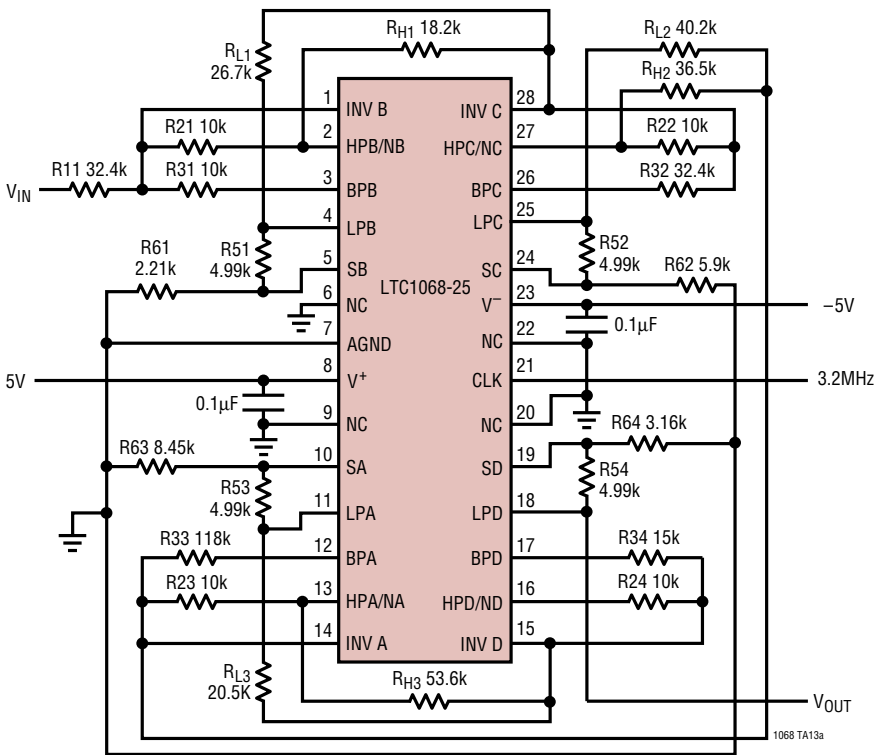 RL1
26.7k
RH1 18.2k
RL2 40.2k
RH2 36.5k
1 INV B INV C 28
R21 10k 2 HPB/NB HPC/NC 27 R22 10k
VIN R11 32.4k R31 10k 3 BPB BPC 26 R32 32.4k
4 LPB LPC 25
R61
2.21k
R51
4.99k
R52
4.99k
5 SB SC 24 R62 5.9k
LTC1068-25
6 NC V– 23 –5V
0.1µF
7 AGND NC 22
5V 8 V+ CLK 21 3.2MHz
0.1µF
9 NC NC 20
R63 8.45k 10 SA SD 19 R64 3.16k
R53
4.99k
R54
4.99k
11 LPA LPD 18
R33 118k 12 BPA BPD 17 R34 15k
R23 10k 13 HPA/NA HPD/ND 16 R24 10k
14 INV A INV D 15
RL3
20.5K
RH3 53.6k
VOUT
1068 TA13a